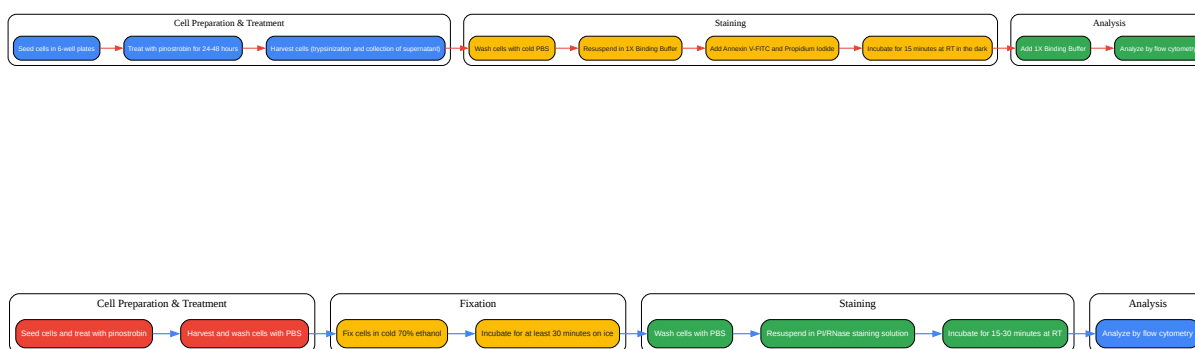 Cell Preparation & Treatment
Staining
Analysis
Seed cells in 6-well plates
Treat with pinostrobin for 24-48 hours
Harvest cells (trypsinization and collection of supernatant)
Wash cells with cold PBS
Resuspend in 1X Binding Buffer
Add Annexin V-FITC and Propidium Iodide
Incubate for 15 minutes at RT in the dark
Add 1X Binding Buffer
Analyze by flow cytometry
Cell Preparation & Treatment
Fixation
Staining
Analysis
Seed cells and treat with pinostrobin
Harvest and wash cells with PBS
Fix cells in cold 70% ethanol
Incubate for at least 30 minutes on ice
Wash cells with PBS
Resuspend in PI/RNase staining solution
Incubate for 15-30 minutes at RT
Analyze by flow cytometry